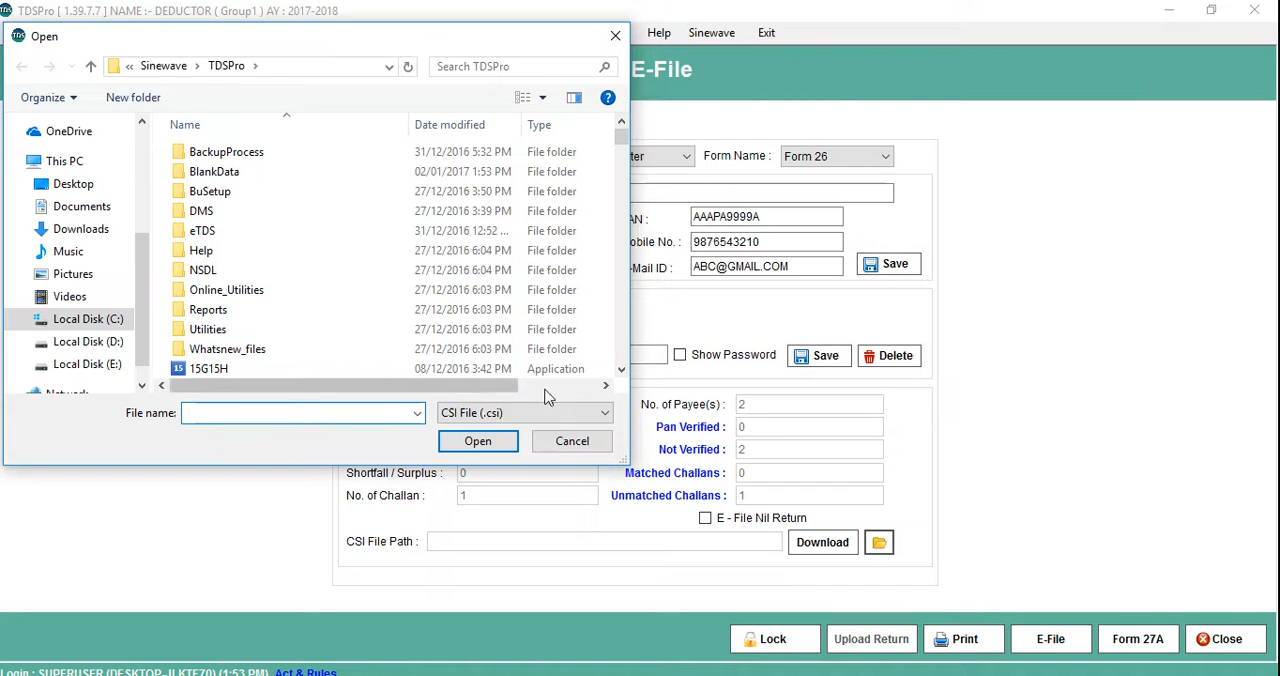 TDSPro [ 1.39.7.7 ] NAME :- DEDUCTOR ( Group1 ) AY : 2017-2018
Open
Help Sinewave Exit
« Sinewave › TDSPro ›
Search TDSPro
E-File
Organize New folder
Name Date modified Type
OneDrive
This PC
Desktop
Documents
Downloads
Music
Pictures
Videos
Local Disk (C:)
Local Disk (D:)
Local Disk (E:)
BackupProcess 31/12/2016 5:32 PM File folder
BlankData 02/01/2017 1:53 PM File folder
BuSetup 27/12/2016 3:50 PM File folder
DMS 27/12/2016 3:39 PM File folder
eTDS 31/12/2016 12:52 ... File folder
Help 27/12/2016 6:04 PM File folder
NSDL 27/12/2016 6:04 PM File folder
Online_Utilities 27/12/2016 6:03 PM File folder
Reports 27/12/2016 6:03 PM File folder
Utilities 27/12/2016 6:03 PM File folder
Whatsnew_files 27/12/2016 6:03 PM File folder
15G15H 08/12/2016 3:42 PM Application
File name: CSI File (.csi)
Open Cancel
ter Form Name : Form 26
AN : AAAPA9999A
obile No. : 9876543210
-Mail ID : ABC@GMAIL.COM Save
Show Password Save Delete
No. of Payee(s) : 2
Pan Verified : 0
Not Verified : 2
Shortfall / Surplus : 0 Matched Challans : 0
No. of Challan : 1 Unmatched Challans : 1
E - File Nil Return
CSI File Path : Download
Lock Upload Return Print E-File Form 27A Close
Login : SUPERUSER (DESKTOP-JLKTE70) (1:53 PM) Act & Rules